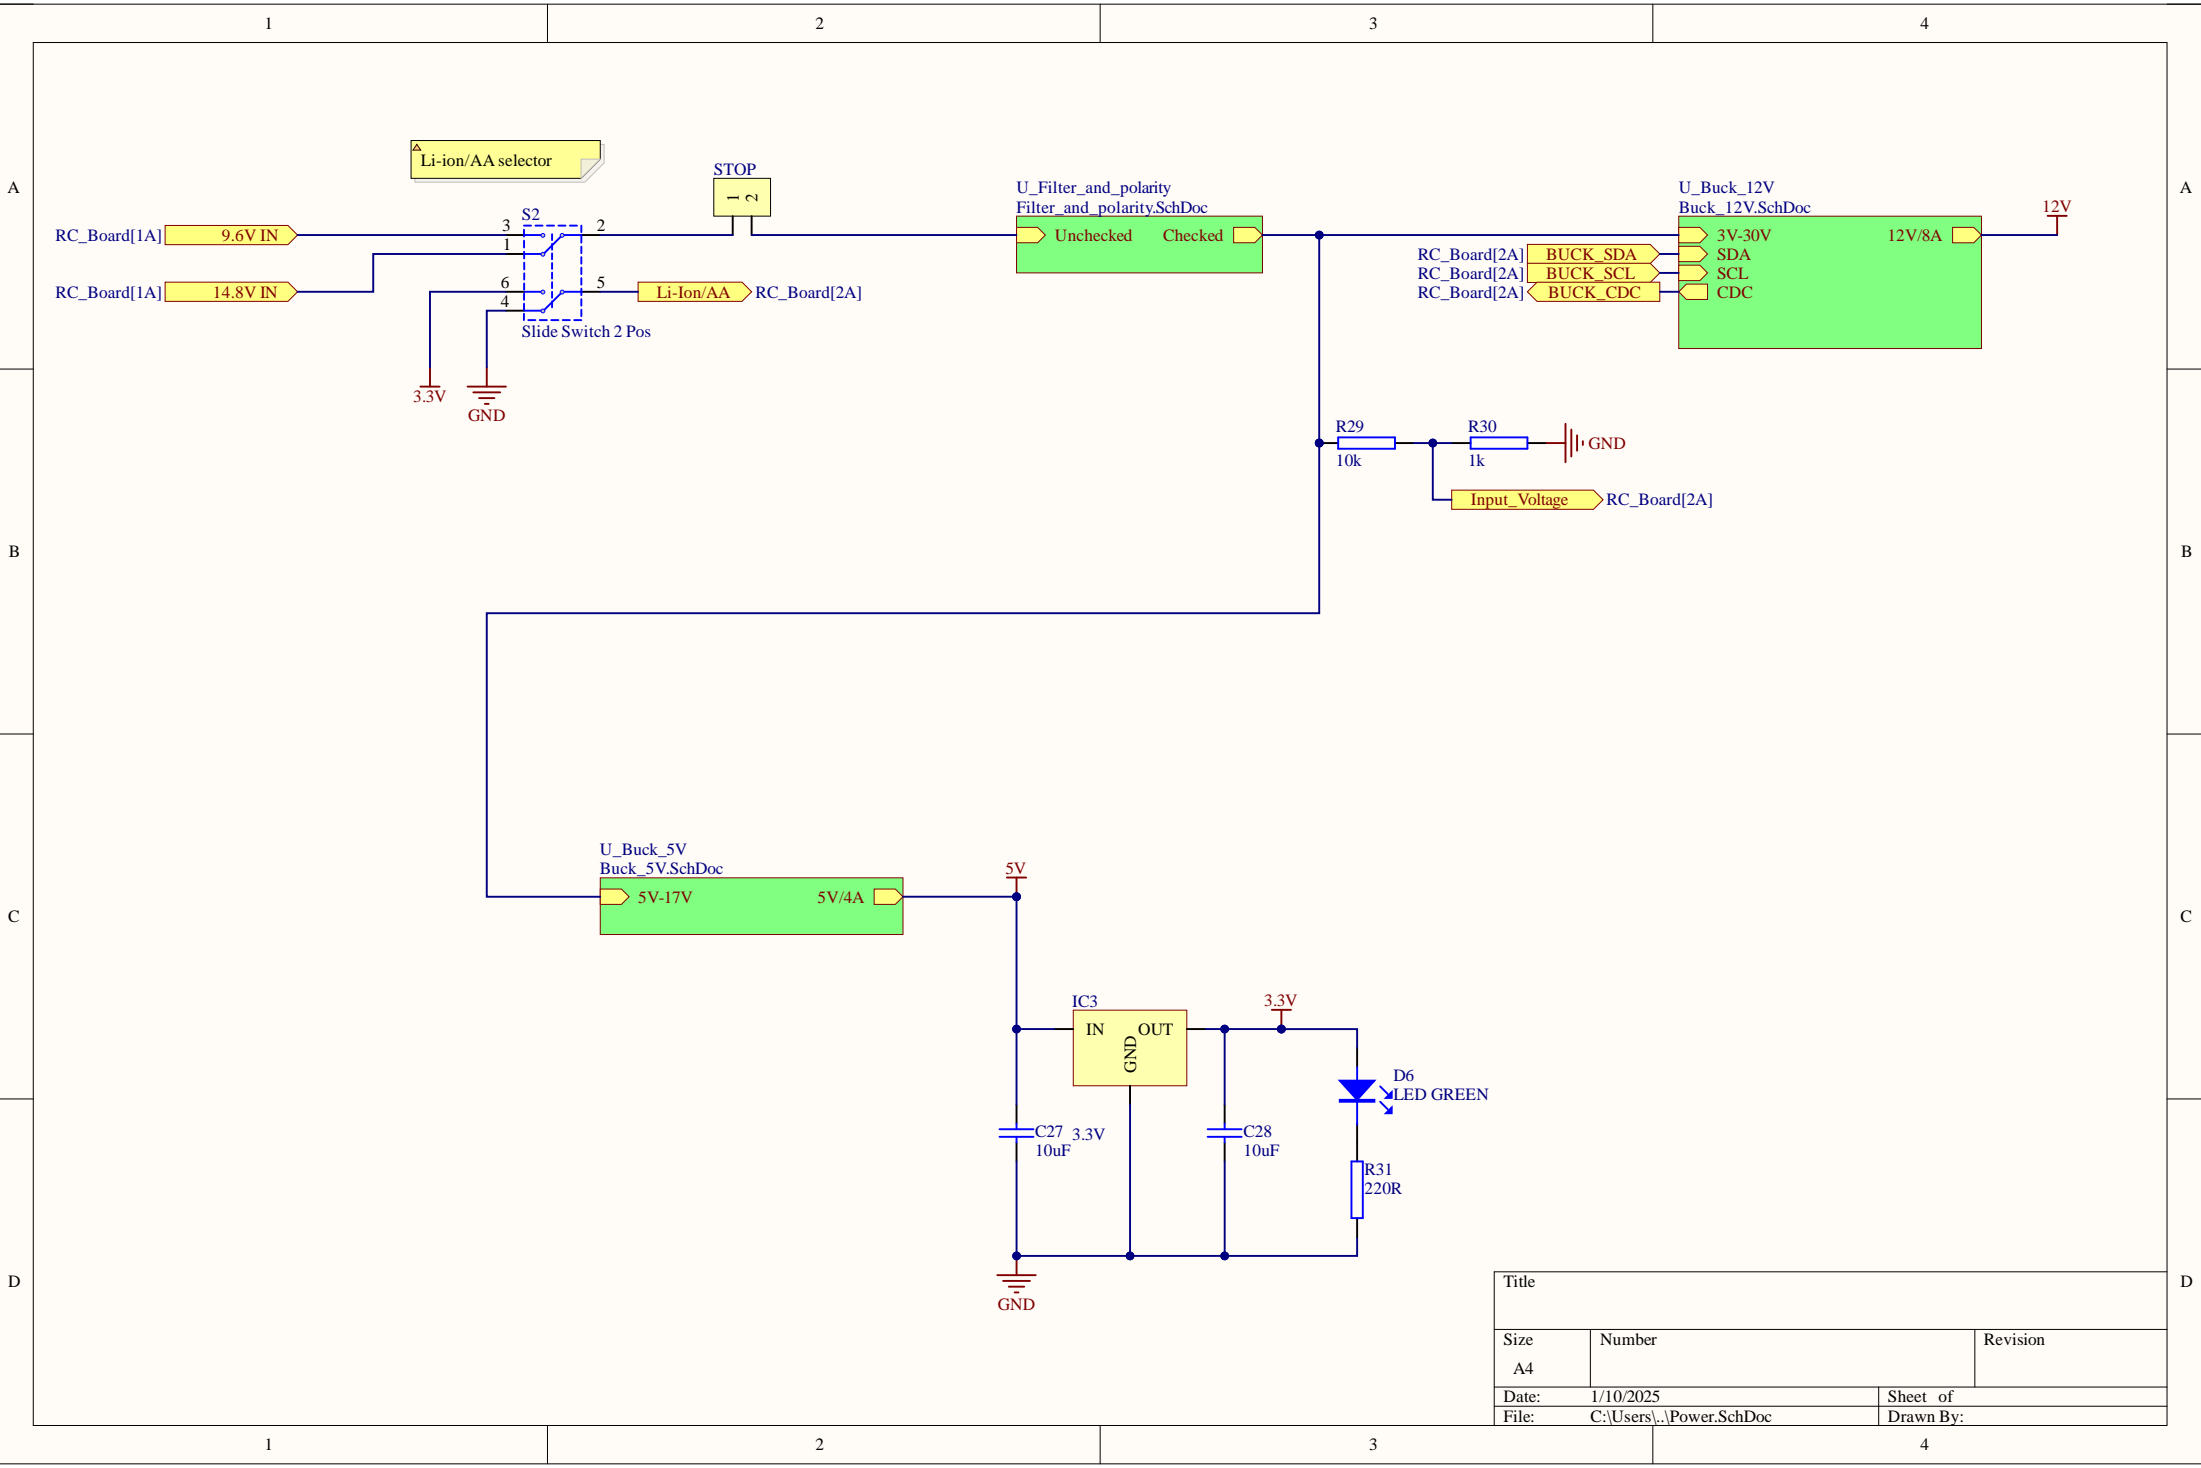 1 2 3 4
A A
B B
C C
D D
Li-ion/AA selector
STOP
1 2
U_Filter_and_polarity
Filter_and_polarity.SchDoc
Unchecked Checked
U_Buck_12V
Buck_12V.SchDoc
3V-30V 12V/8A
SDA
SCL
CDC
12V
RC_Board[1A] 9.6V IN
RC_Board[1A] 14.8V IN
S2
3 2
1
6 5
4
Slide Switch 2 Pos
Li-Ion/AA RC_Board[2A]
3.3V
GND
RC_Board[2A] BUCK_SDA
RC_Board[2A] BUCK_SCL
RC_Board[2A] BUCK_CDC
R29
10k
R30
1k
GND
Input_Voltage RC_Board[2A]
U_Buck_5V
Buck_5V.SchDoc
5V-17V 5V/4A
5V
IC3
IN OUT
GND
3.3V
3.3V
C27
10uF
C28
10uF
D6
LED GREEN
R31
220R
GND
Title
Size Number Revision
A4
Date: 1/10/2025 Sheet of
File: C:\Users\..\Power.SchDoc Drawn By:
1 2 3 4